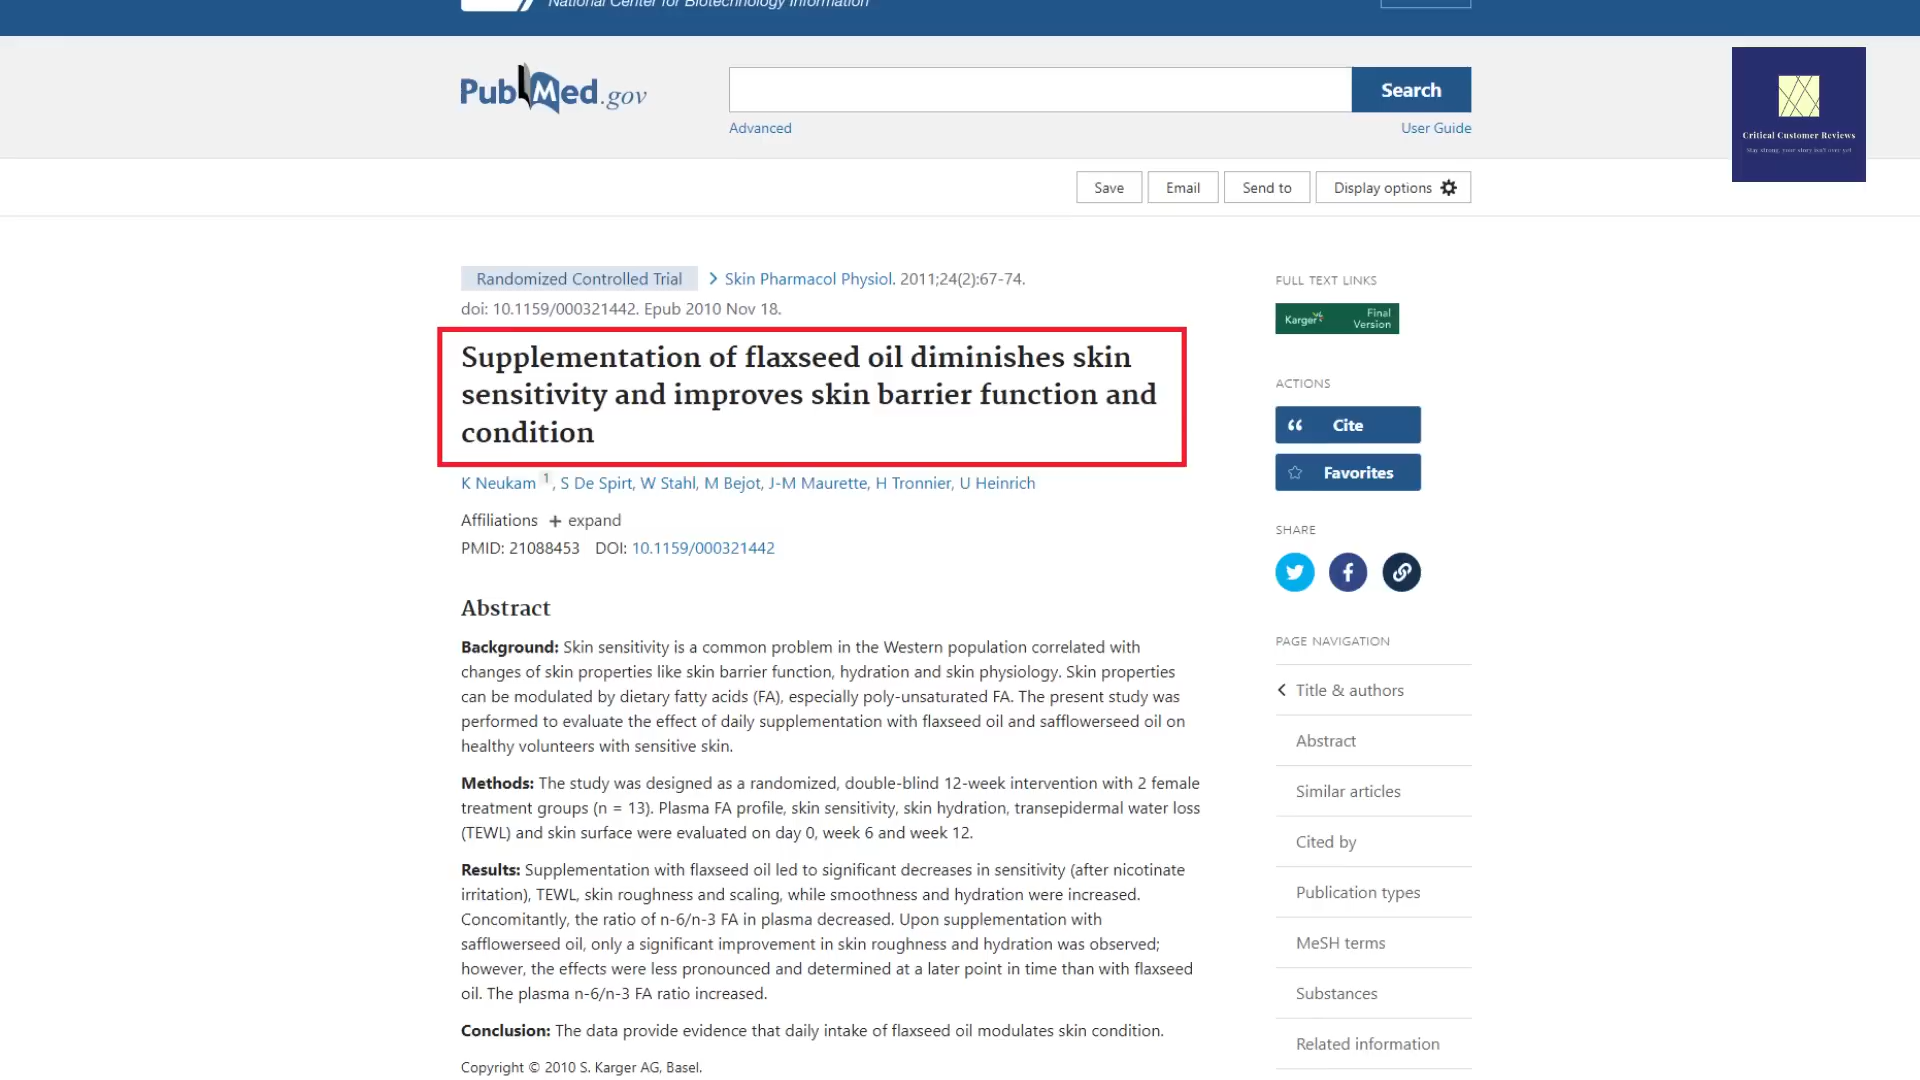 National Center for Biotechnology Information
PubMed.gov
Search
Advanced
User Guide
Critical Customer Reviews
Stay strong, your story isn't over yet
Save
Email
Send to
Display options
Randomized Controlled Trial > Skin Pharmacol Physiol. 2011;24(2):67-74.
doi: 10.1159/000321442. Epub 2010 Nov 18.
Supplementation of flaxseed oil diminishes skin
sensitivity and improves skin barrier function and
condition
K Neukam 1, S De Spirt, W Stahl, M Bejot, J-M Maurette, H Tronnier, U Heinrich
Affiliations + expand
PMID: 21088453 DOI: 10.1159/000321442
Abstract
Background: Skin sensitivity is a common problem in the Western population correlated with
changes of skin properties like skin barrier function, hydration and skin physiology. Skin properties
can be modulated by dietary fatty acids (FA), especially poly-unsaturated FA. The present study was
performed to evaluate the effect of daily supplementation with flaxseed oil and safflowerseed oil on
healthy volunteers with sensitive skin.
Methods: The study was designed as a randomized, double-blind 12-week intervention with 2 female
treatment groups (n = 13). Plasma FA profile, skin sensitivity, skin hydration, transepidermal water loss
(TEWL) and skin surface were evaluated on day 0, week 6 and week 12.
Results: Supplementation with flaxseed oil led to significant decreases in sensitivity (after nicotinate
irritation), TEWL, skin roughness and scaling, while smoothness and hydration were increased.
Concomitantly, the ratio of n-6/n-3 FA in plasma decreased. Upon supplementation with
safflowerseed oil, only a significant improvement in skin roughness and hydration was observed;
however, the effects were less pronounced and determined at a later point in time than with flaxseed
oil. The plasma n-6/n-3 FA ratio increased.
Conclusion: The data provide evidence that daily intake of flaxseed oil modulates skin condition.
Copyright © 2010 S. Karger AG, Basel.
FULL TEXT LINKS
Karger Final
Version
ACTIONS
Cite
Favorites
SHARE
PAGE NAVIGATION
Title & authors
Abstract
Similar articles
Cited by
Publication types
MeSH terms
Substances
Related information